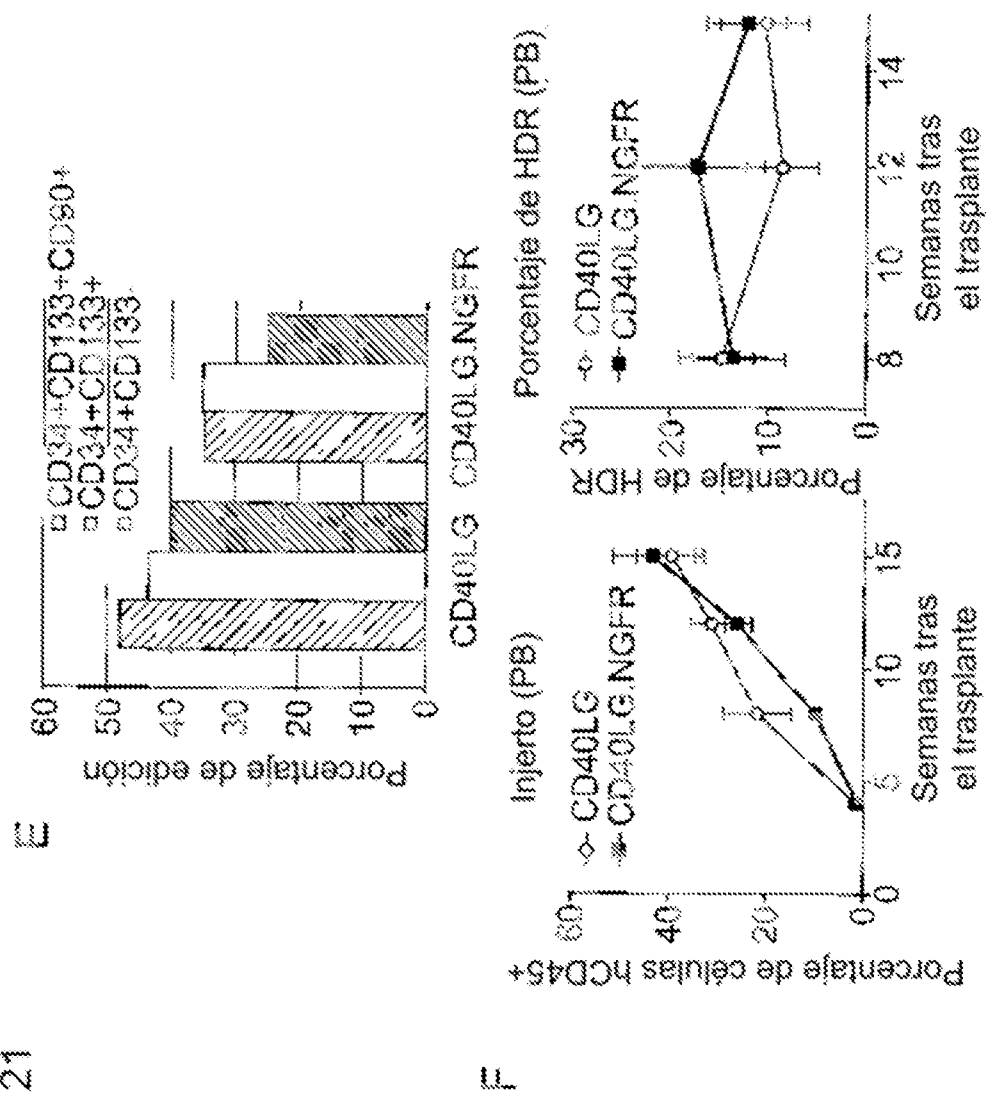 21
E
CD34+CD133+CD90+
CD34+CD133+
CD34+CD133-
Porcentaje de edición
60
50
40
30
20
10
0
CD40LG CD40LG.NGFR
F
Injerto (PB)
CD40LG
CD40LG.NGFR
Porcentaje de células hCD45+
60
40
20
0
0 5 10 15
Semanas tras
el trasplante
Porcentaje de HDR (PB)
CD40LG
CD40LG.NGFR
Porcentaje de HDR
30
20
10
0
8 10 12 14
Semanas tras
el trasplante